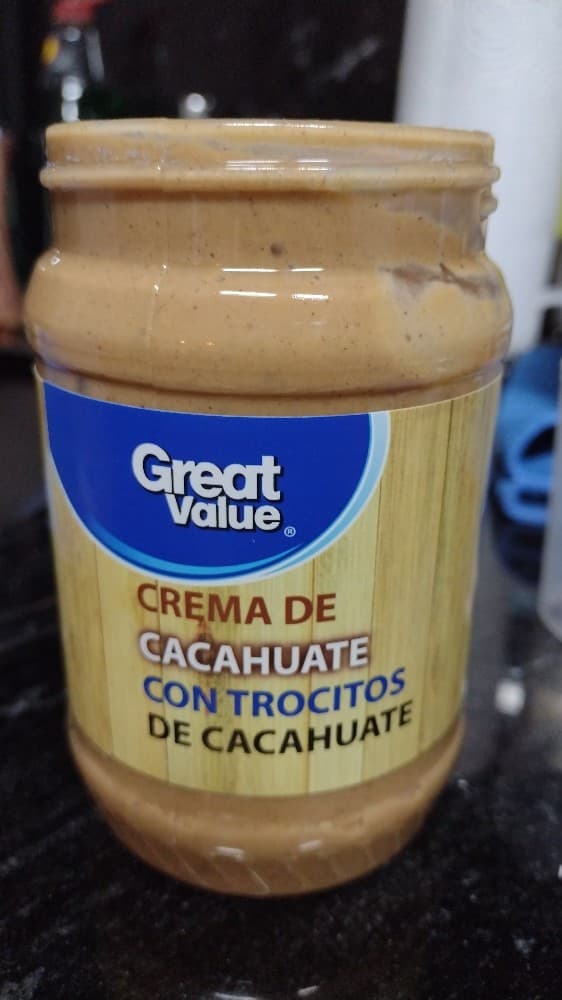 Great
Value®
CREMA DE
CACAHUATE
CON TROCITOS
DE CACAHUATE